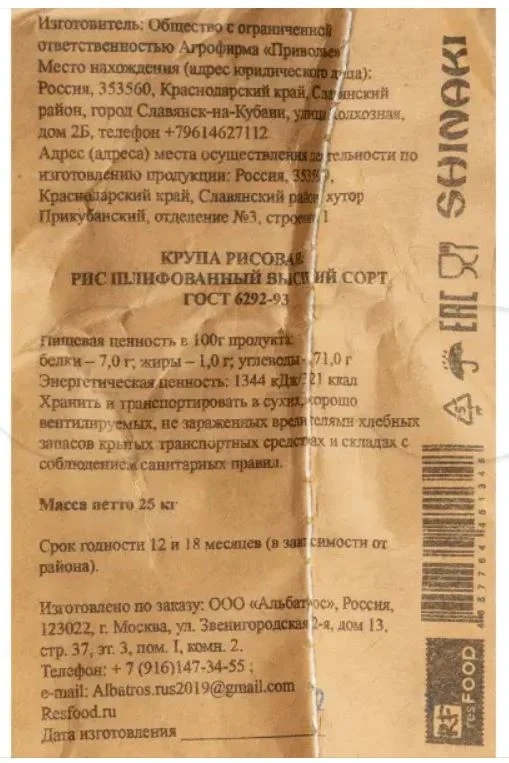 Изготовитель: Общество с ограниченной
ответственностью Агрофирма «Приволье»
Место нахождения (адрес юридического лица):
Россия, 353560, Краснодарский край, Славянский
район, город Славянск-на-Кубани, улица Колхозная,
дом 2Б, телефон +79614627112
Адрес (адреса) места осуществления деятельности по
изготовлению продукции: Россия,
Краснодарский край, Славянский район, хутор
Прикубанский, отделение №3, строение 1
КРУПА РИСОВАЯ
РИС ШЛИФОВАННЫЙ ВЫСШИЙ СОРТ
ГОСТ 6292-93
Пищевая ценность в 100г продукта:
белки – 7,0 г; жиры – 1,0 г; углеводы – 71,0 г
Энергетическая ценность: 1344 кДж/321 ккал
Хранить и транспортировать в сухих, хорошо
вентилируемых, не зараженных вредителями хлебных
запасов крытых транспортных средствах и складах с
соблюдением санитарных правил.
Масса нетто 25 кг
Срок годности 12 и 18 месяцев (в зависимости от
района).
Изготовлено по заказу: ООО «Альбатрос», Россия,
123022, г. Москва, ул. Звенигородская 2-я, дом 13,
стр. 37, эт. 3, пом. I, комн. 2.
Телефон: + 7 (916)147-34-55 ;
e-mail: Albatros.rus2019@gmail.com
Resfood.ru
Дата изготовления
SHINAKI
EAC
RF
resFOOD